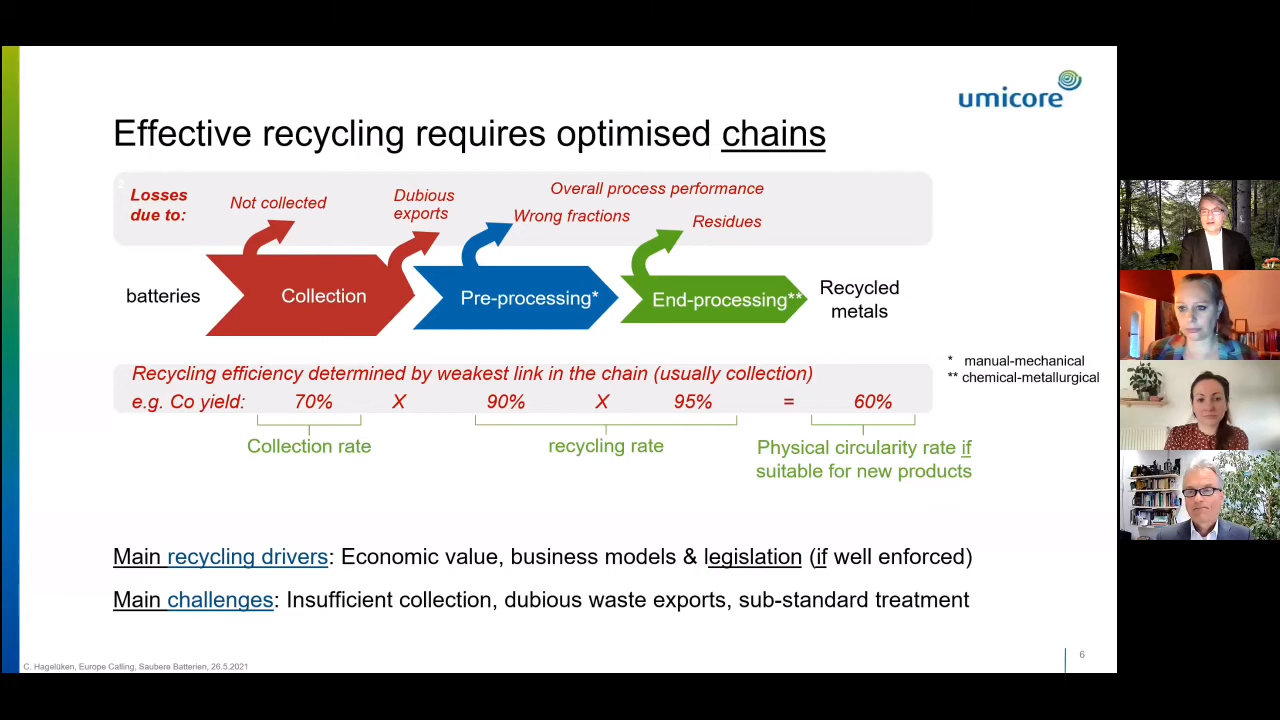 umicore
Effective recycling requires optimised chains
2
Losses
due to:
Not collected
Dubious
exports
Overall process performance
Wrong fractions
Residues
batteries
Collection
Pre-processing*
End-processing**
Recycled
metals
* manual-mechanical
** chemical-metallurgical
Recycling efficiency determined by weakest link in the chain (usually collection)
e.g. Co yield: 70% X 90% X 95% = 60%
Collection rate
recycling rate
Physical circularity rate if
suitable for new products
Main recycling drivers: Economic value, business models & legislation (if well enforced)
Main challenges: Insufficient collection, dubious waste exports, sub-standard treatment
C. Hagelüken, Europe Calling, Saubere Batterien, 26.5.2021
6